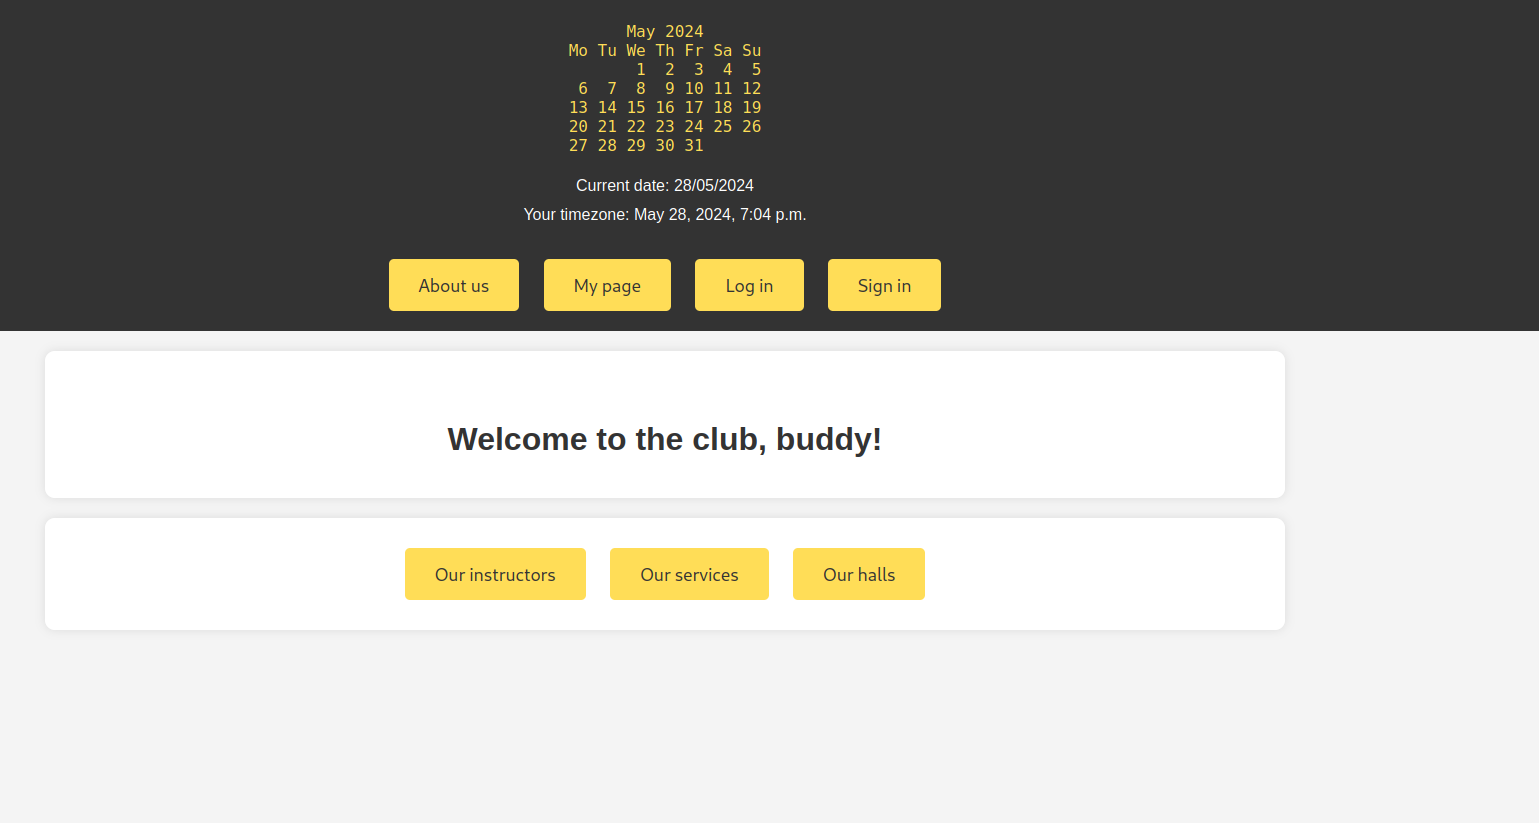 May 2024
Mo Tu We Th Fr Sa Su
1 2 3 4 5
6 7 8 9 10 11 12
13 14 15 16 17 18 19
20 21 22 23 24 25 26
27 28 29 30 31
Current date: 28/05/2024
Your timezone: May 28, 2024, 7:04 p.m.
About us My page Log in Sign in
Welcome to the club, buddy!
Our instructors Our services Our halls